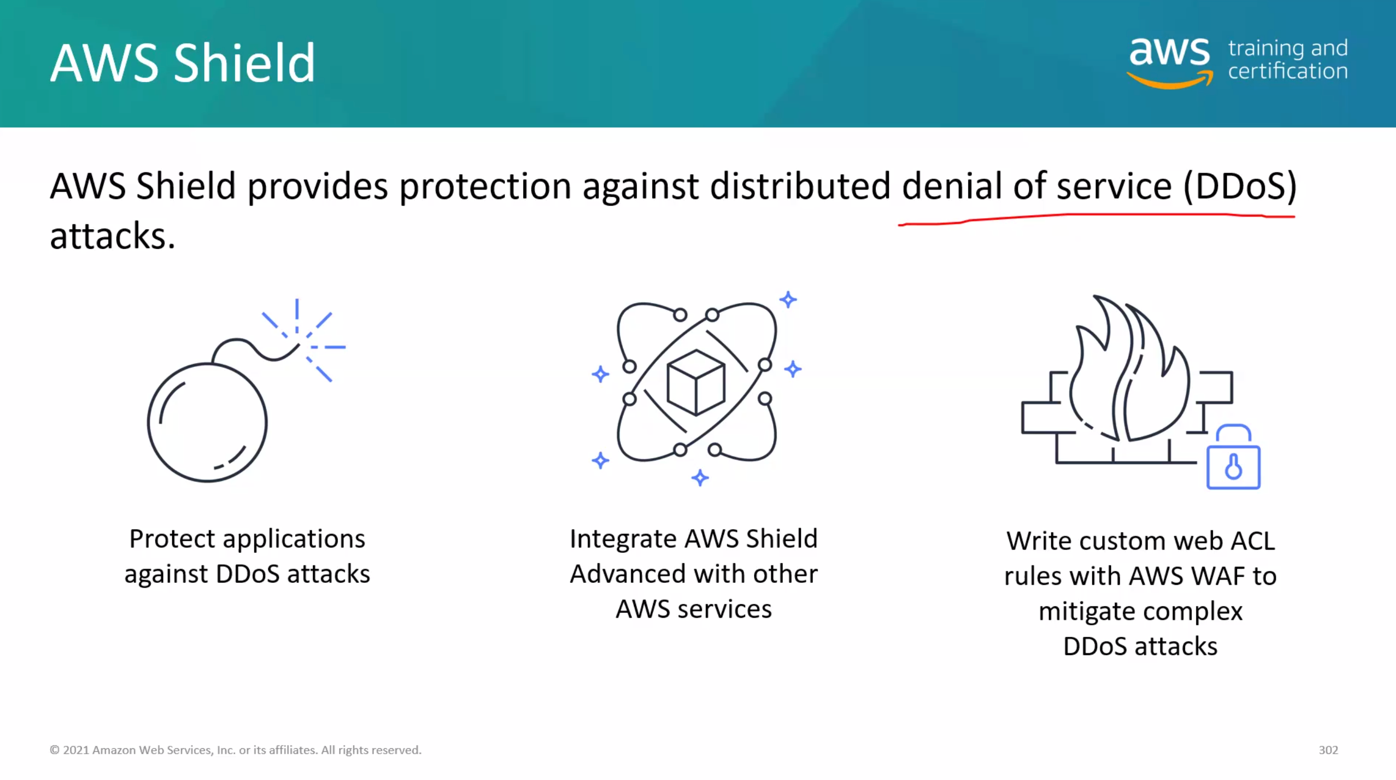 AWS Shield
aws training and
certification
AWS Shield provides protection against distributed denial of service (DDoS)
attacks.
Protect applications
against DDoS attacks
Integrate AWS Shield
Advanced with other
AWS services
Write custom web ACL
rules with AWS WAF to
mitigate complex
DDoS attacks
© 2021 Amazon Web Services, Inc. or its affiliates. All rights reserved.
302